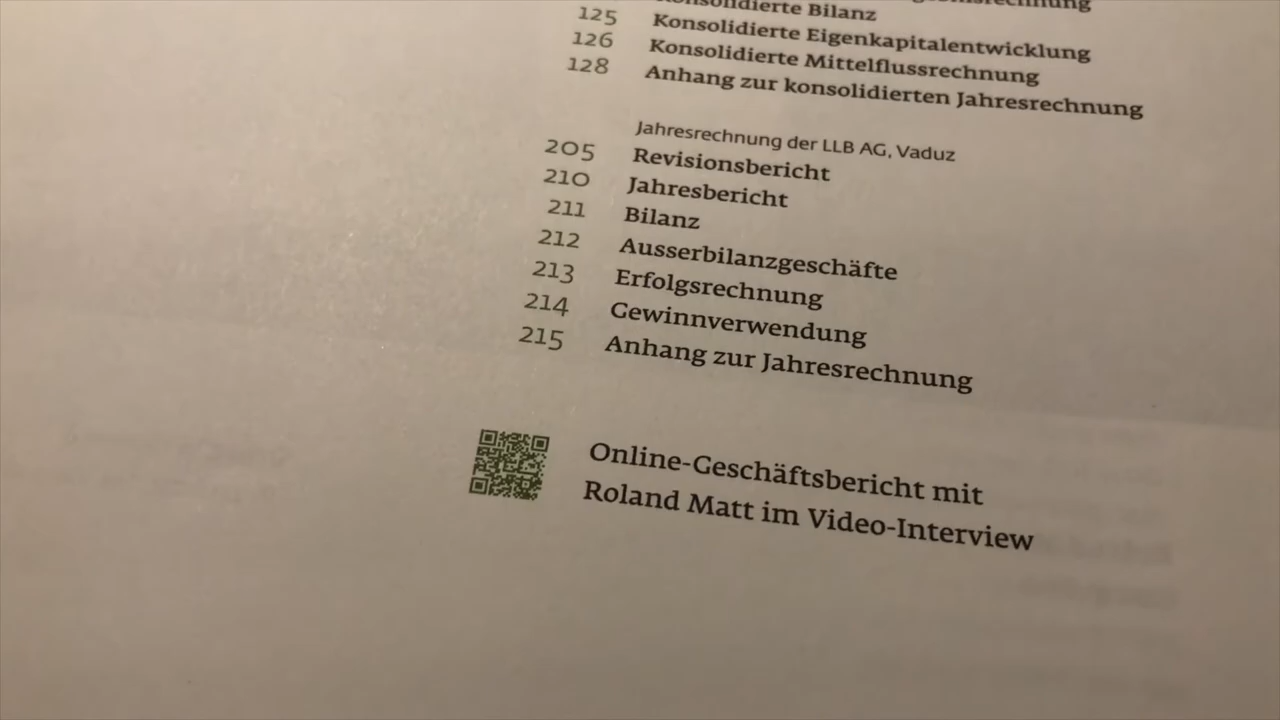 Konsolidierte Bilanz
125 Konsolidierte Eigenkapitalentwicklung
126 Konsolidierte Mittelflussrechnung
128 Anhang zur konsolidierten Jahresrechnung
Jahresrechnung der LLB AG, Vaduz
205 Revisionsbericht
210 Jahresbericht
211 Bilanz
212 Ausserbilanzgeschäfte
213 Erfolgsrechnung
214 Gewinnverwendung
215 Anhang zur Jahresrechnung
Online-Geschäftsbericht mit
Roland Matt im Video-Interview